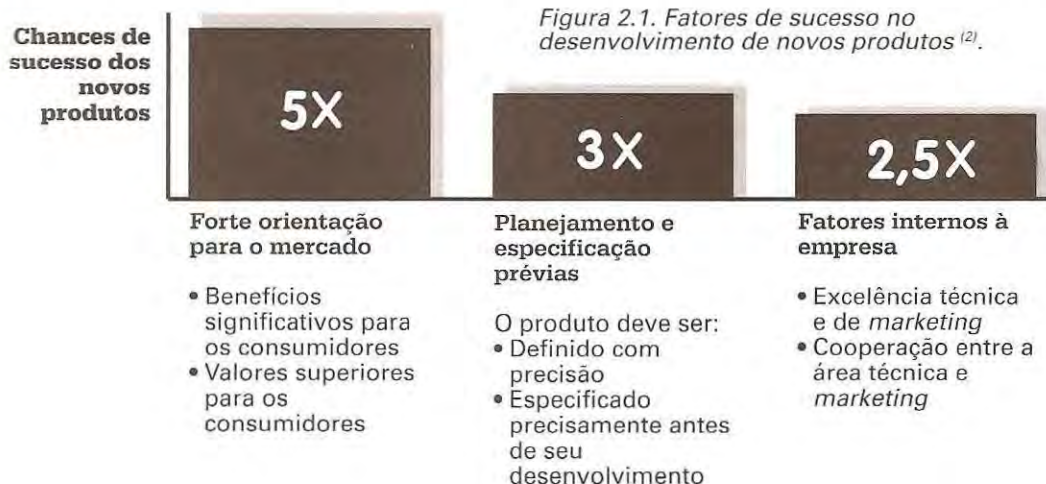 Figura 2.1. Fatores de sucesso no
desenvolvimento de novos produtos (2).
Chances de
sucesso dos
novos
produtos
5X
3X
2,5X
Forte orientação
para o mercado
• Benefícios
significativos para
os consumidores
• Valores superiores
para os
consumidores
Planejamento e
especificação
prévias
O produto deve ser:
• Definido com
precisão
• Especificado
precisamente antes
de seu
desenvolvimento
Fatores internos à
empresa
• Excelência técnica
e de marketing
• Cooperação entre a
área técnica e
marketing